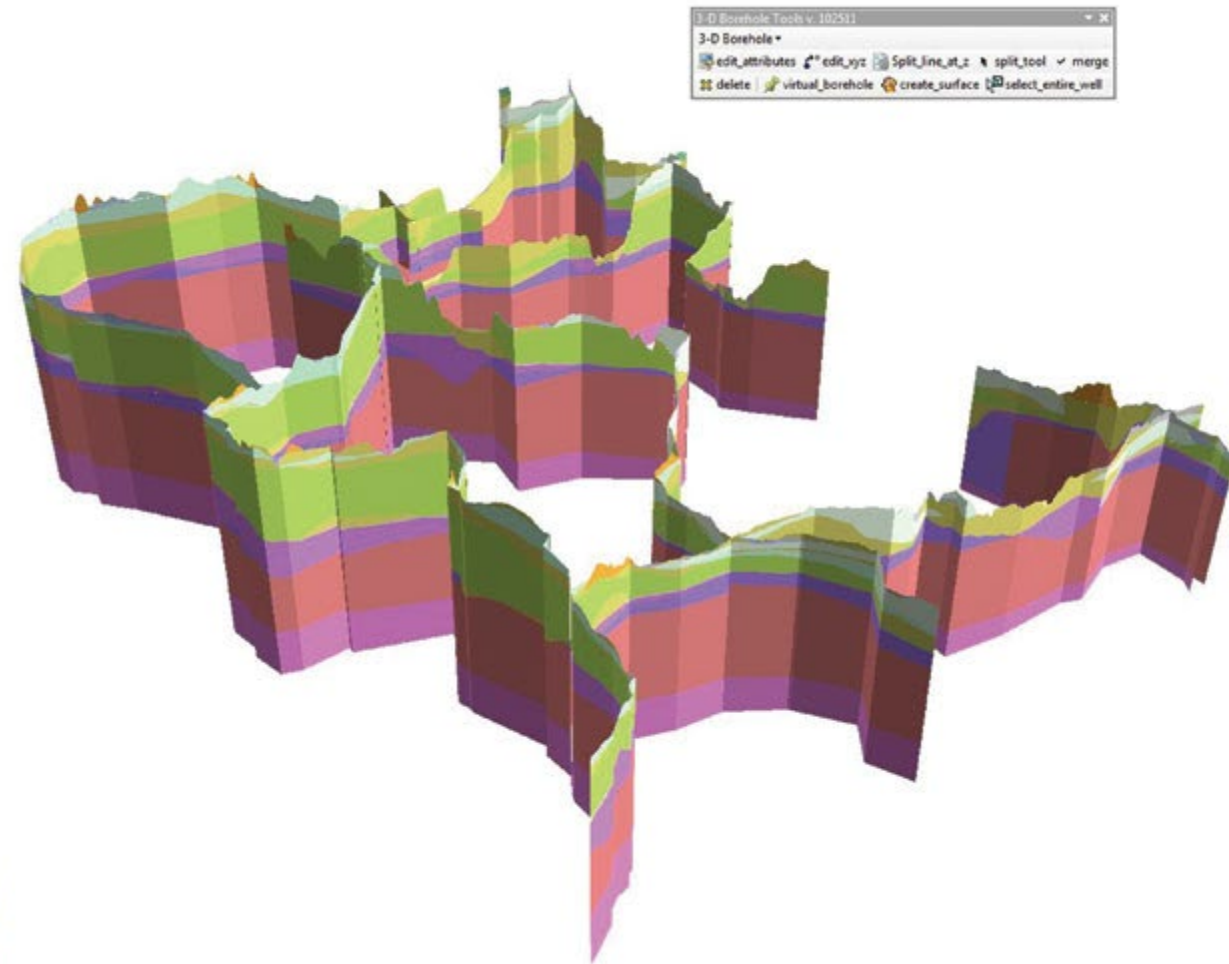 3-D Borehole Tools v. 102511
3-D Borehole
edit_attributes edit_xyz Split_line_at_z split_tool merge
delete virtual_borehole create_surface select_entire_well